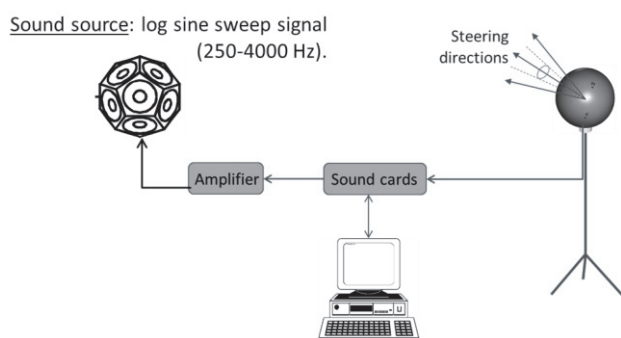 Sound source: log sine sweep signal
(250-4000 Hz).
Steering
directions
Amplifier
Sound cards